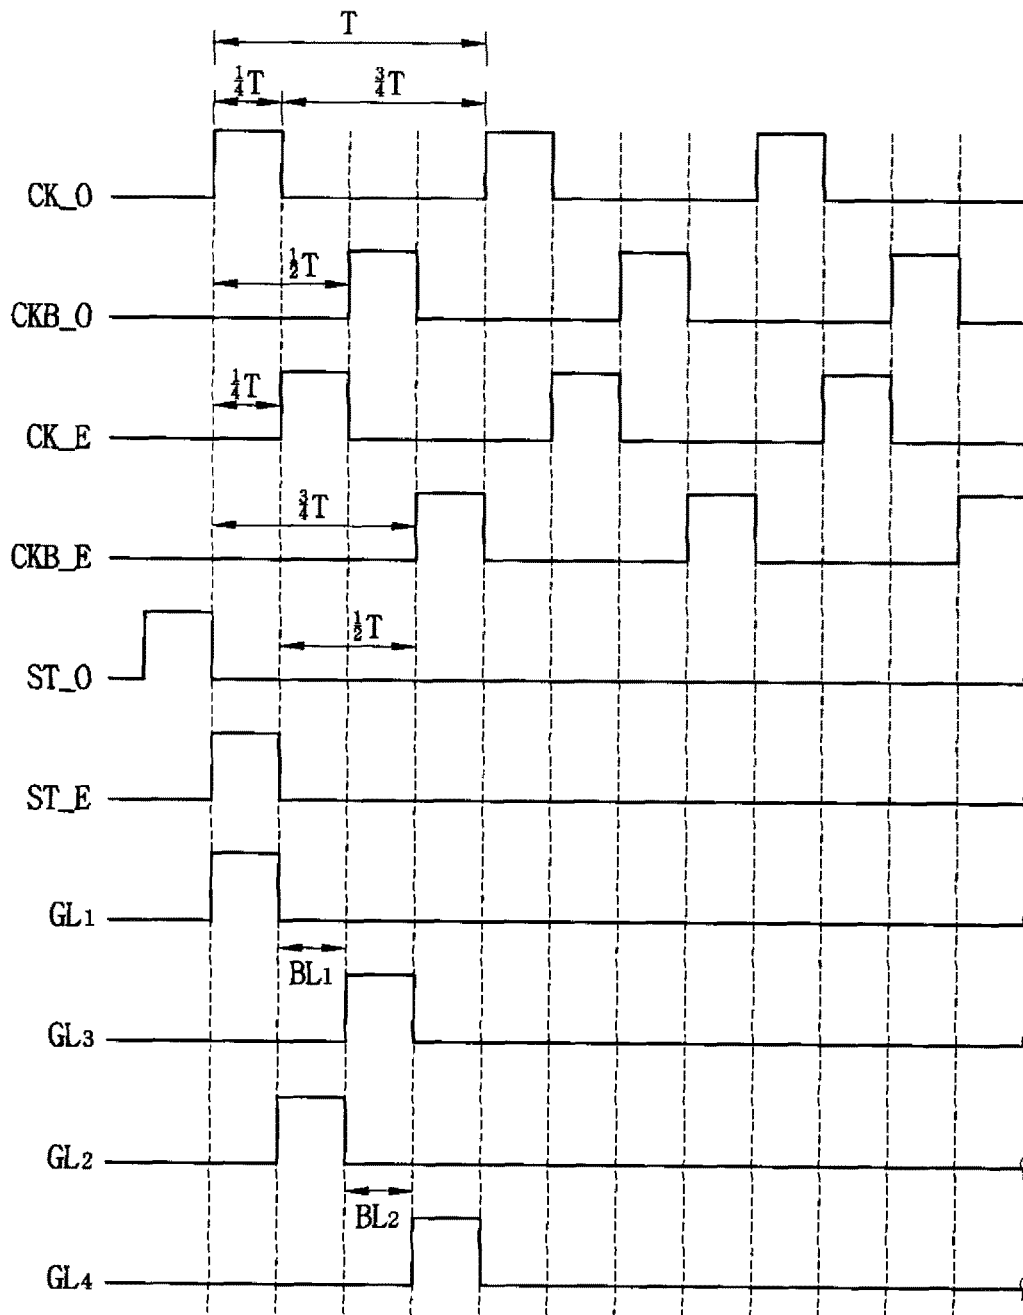 T
1/4T 3/4T
CK_O
1/2T
CKB_O
1/4T
CK_E
3/4T
CKB_E
1/2T
ST_O
ST_E
GL1
BL1
GL3
GL2
BL2
GL4